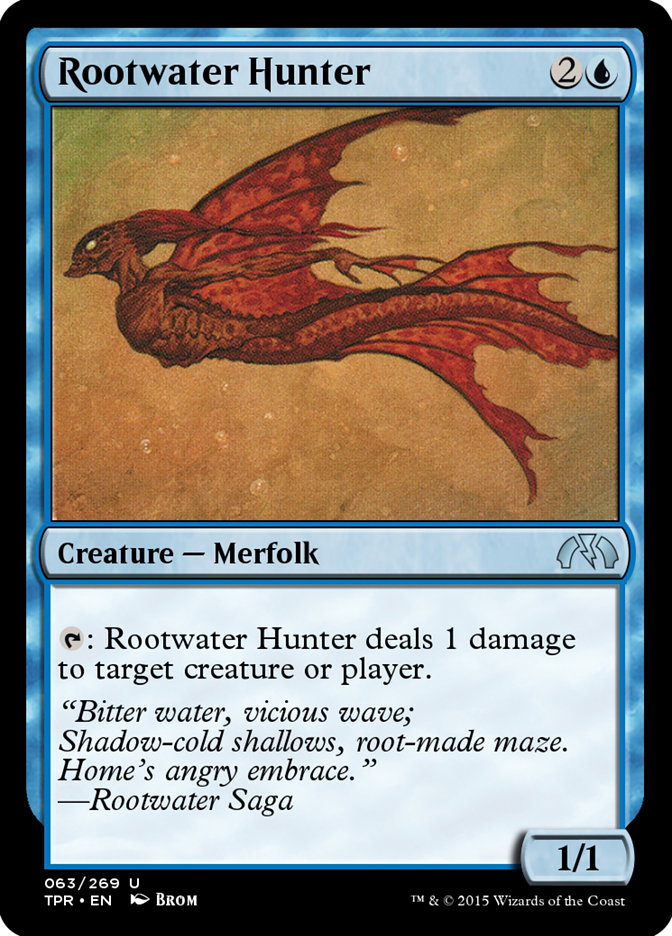 Rootwater Hunter 2
Creature — Merfolk
: Rootwater Hunter deals 1 damage
to target creature or player.
“Bitter water, vicious wave;
Shadow-cold shallows, root-made maze.
Home’s angry embrace.”
—Rootwater Saga
1/1
063/269 U
TPR • EN Brom
™ & © 2015 Wizards of the Coast